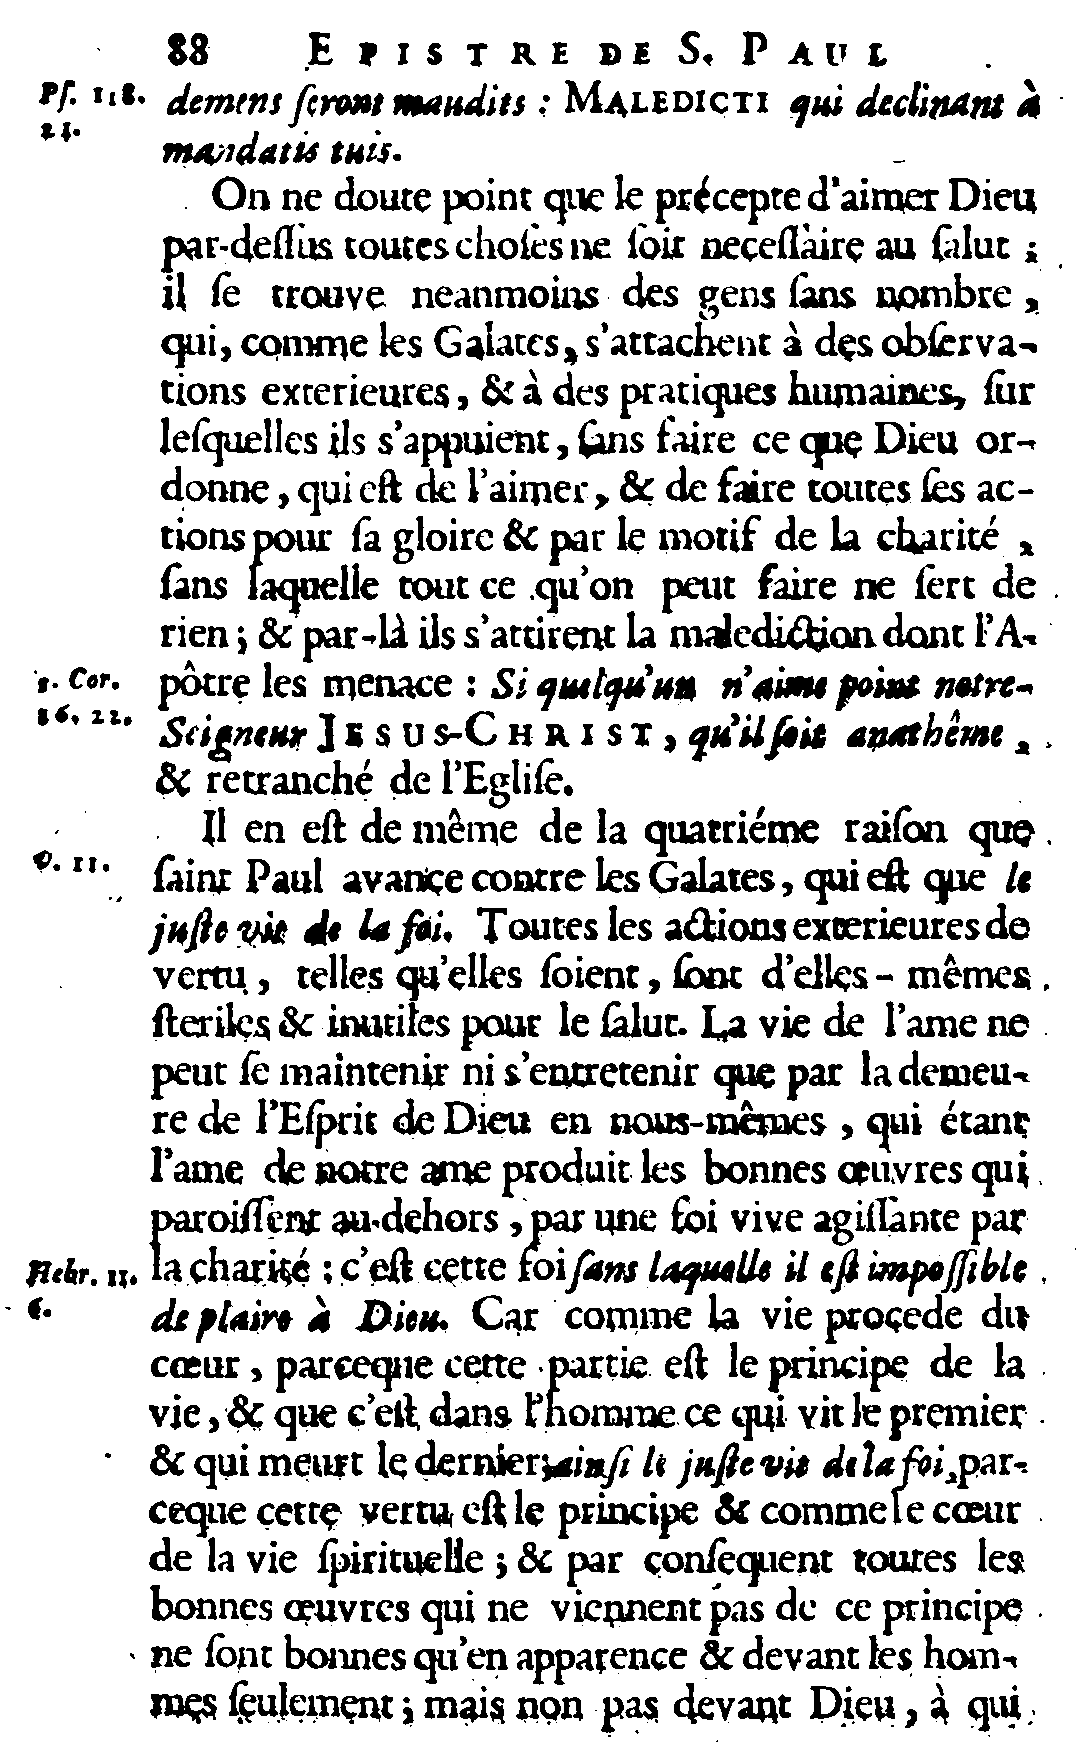 88 EPISTRE DE S. PAUL
Ps. 118. demens ſeront maudits : MALEDICTI qui declinant à
21. mandatis tuis.
On ne doute point que le précepte d'aimer Dieu
par-deſſus toutes choſes ne ſoit neceſſaire au ſalut ;
il ſe trouve neanmoins des gens ſans nombre ,
qui, comme les Galates, s'attachent à des obſerva-
tions exterieures, & à des pratiques humaines, ſur
leſquelles ils s'appuient, ſans faire ce que Dieu or-
donne, qui eſt de l'aimer, & de faire toutes ſes ac-
tions pour ſa gloire & par le motif de la charité ,
ſans laquelle tout ce qu'on peut faire ne ſert de
rien ; & par-là ils s'attirent la malediction dont l'A-
1. Cor. pôtre les menace : Si quelqu'un n'aime point notre-
16. 22. Seigneur JESUS-CHRIST, qu'il ſoit anathême ,
& retranché de l'Egliſe.
Il en eſt de même de la quatriéme raiſon que
v. 11. ſaint Paul avance contre les Galates, qui eſt que le
juſte vit de la foi. Toutes les actions exterieures de
vertu, telles qu'elles ſoient, ſont d'elles-mêmes
ſteriles & inutiles pour le ſalut. La vie de l'ame ne
peut ſe maintenir ni s'entretenir que par la demeu-
re de l'Eſprit de Dieu en nous-mêmes, qui étant
l'ame de notre ame produit les bonnes œuvres qui
paroiſſent au-dehors, par une foi vive agiſſante par
Hebr. 11. la charité ; c'eſt cette foi ſans laquelle il eſt impoſſible
6. de plaire à Dieu. Car comme la vie procede du
cœur, parceque cette partie eſt le principe de la
vie, & que c'eſt dans l'homme ce qui vit le premier
& qui meurt le dernier; ainſi le juſte vit de la foi, par-
ceque cette vertu eſt le principe & comme le cœur
de la vie ſpirituelle ; & par conſequent toutes les
bonnes œuvres qui ne viennent pas de ce principe
ne ſont bonnes qu'en apparence & devant les hom-
mes ſeulement ; mais non pas devant Dieu, à qui